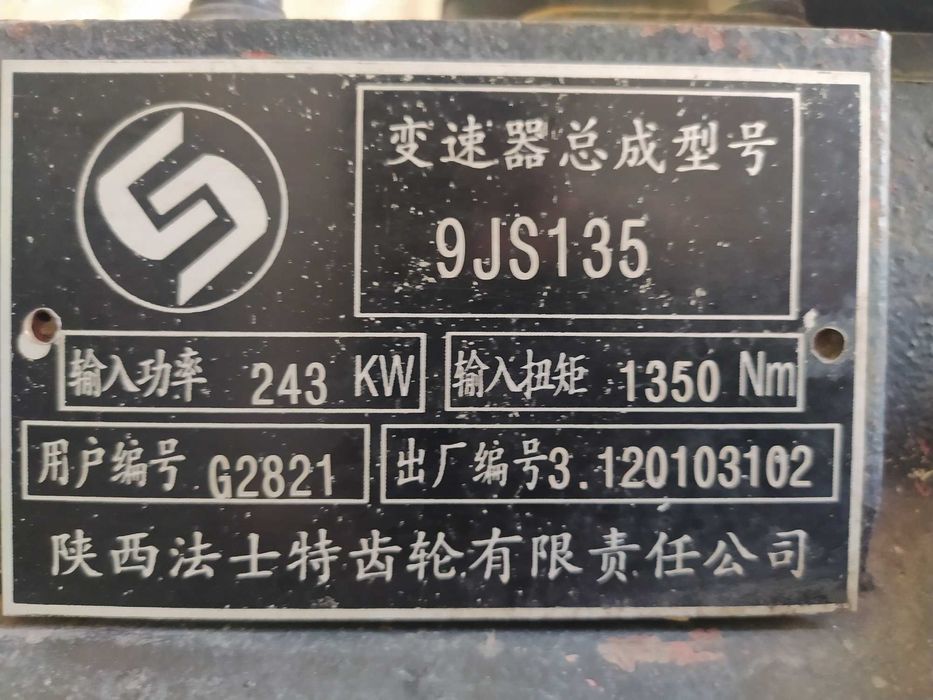 变速器总成型号
9JS135
输入功率 243 KW
输入扭矩 1350 Nm
用户编号 G2821
出厂编号3.120103102
陕西法士特齿轮有限责任公司